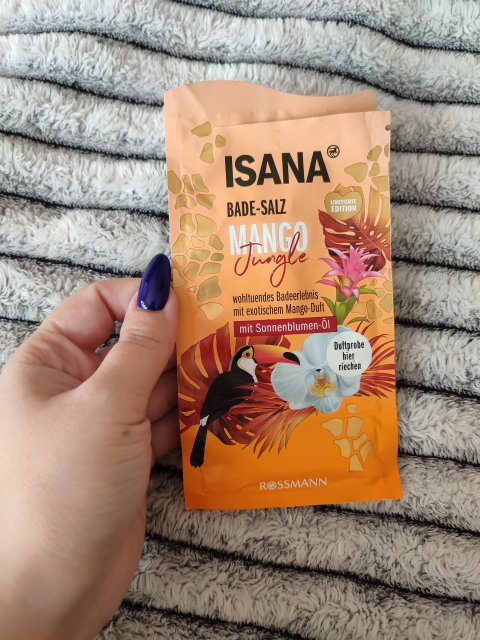 ISANA
BADE-SALZ
LIMITIERTE
EDITION
MANGO
Jungle
wohltuendes Badeerlebnis
mit exotischem Mango-Duft
mit Sonnenblumen-Öl
Duftprobe
hier
riechen
ROSSMANN